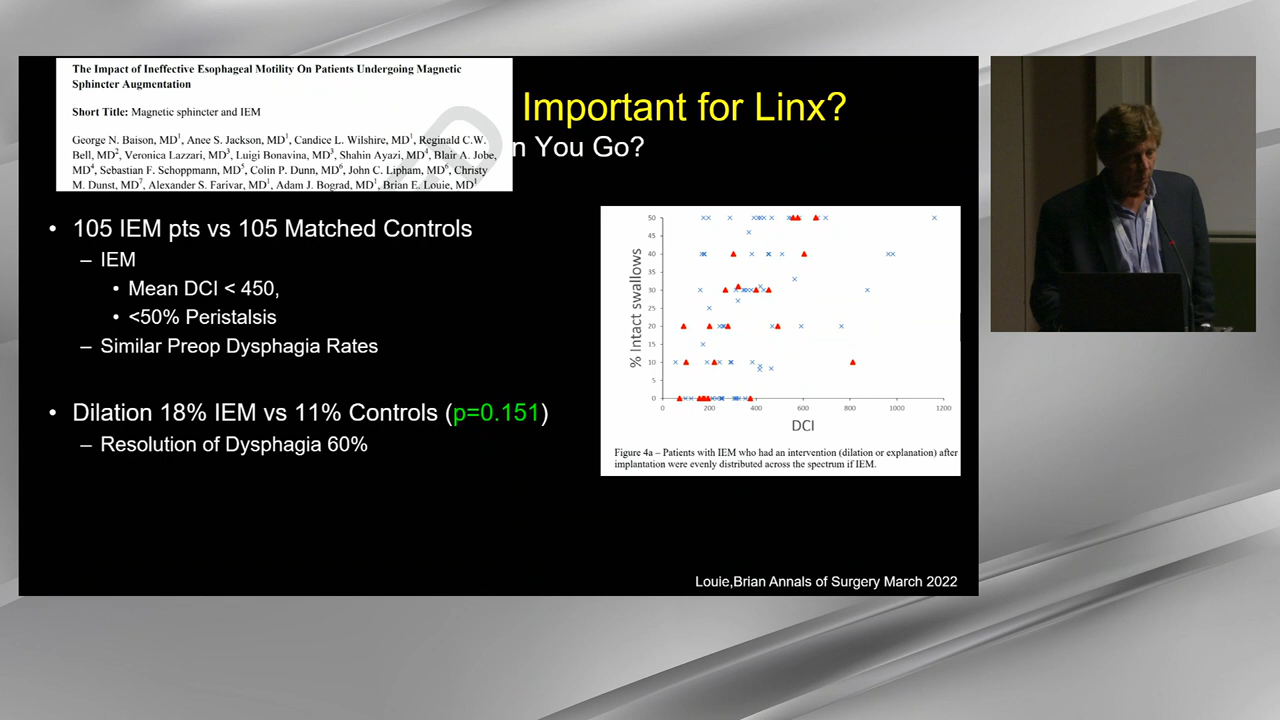 The Impact of Ineffective Esophageal Motility On Patients Undergoing Magnetic
Sphincter Augmentation
Short Title: Magnetic sphincter and IEM
George N. Baison, MD1, Anee S. Jackson, MD1, Candice L. Wilshire, MD1, Reginald C.W.
Bell, MD2, Veronica Lazzari, MD3, Luigi Bonavina, MD3, Shahin Ayazi, MD4, Blair A. Jobe,
MD4, Sebastian F. Schoppmann, MD5, Colin P. Dunn, MD6, John C. Lipham, MD6, Christy
M. Dunst, MD7, Alexander S. Farivar, MD1, Adam J. Bograd, MD1, Brian E. Louie, MD1
Important for Linx?
n You Go?
• 105 IEM pts vs 105 Matched Controls
– IEM
• Mean DCI < 450,
• <50% Peristalsis
– Similar Preop Dysphagia Rates
• Dilation 18% IEM vs 11% Controls (p=0.151)
– Resolution of Dysphagia 60%
% Intact swallows
50
45
40
35
30
25
20
15
10
5
0
0 200 400 600 800 1000 1200
DCI
Figure 4a – Patients with IEM who had an intervention (dilation or explanation) after
implantation were evenly distributed across the spectrum if IEM.
Louie,Brian Annals of Surgery March 2022